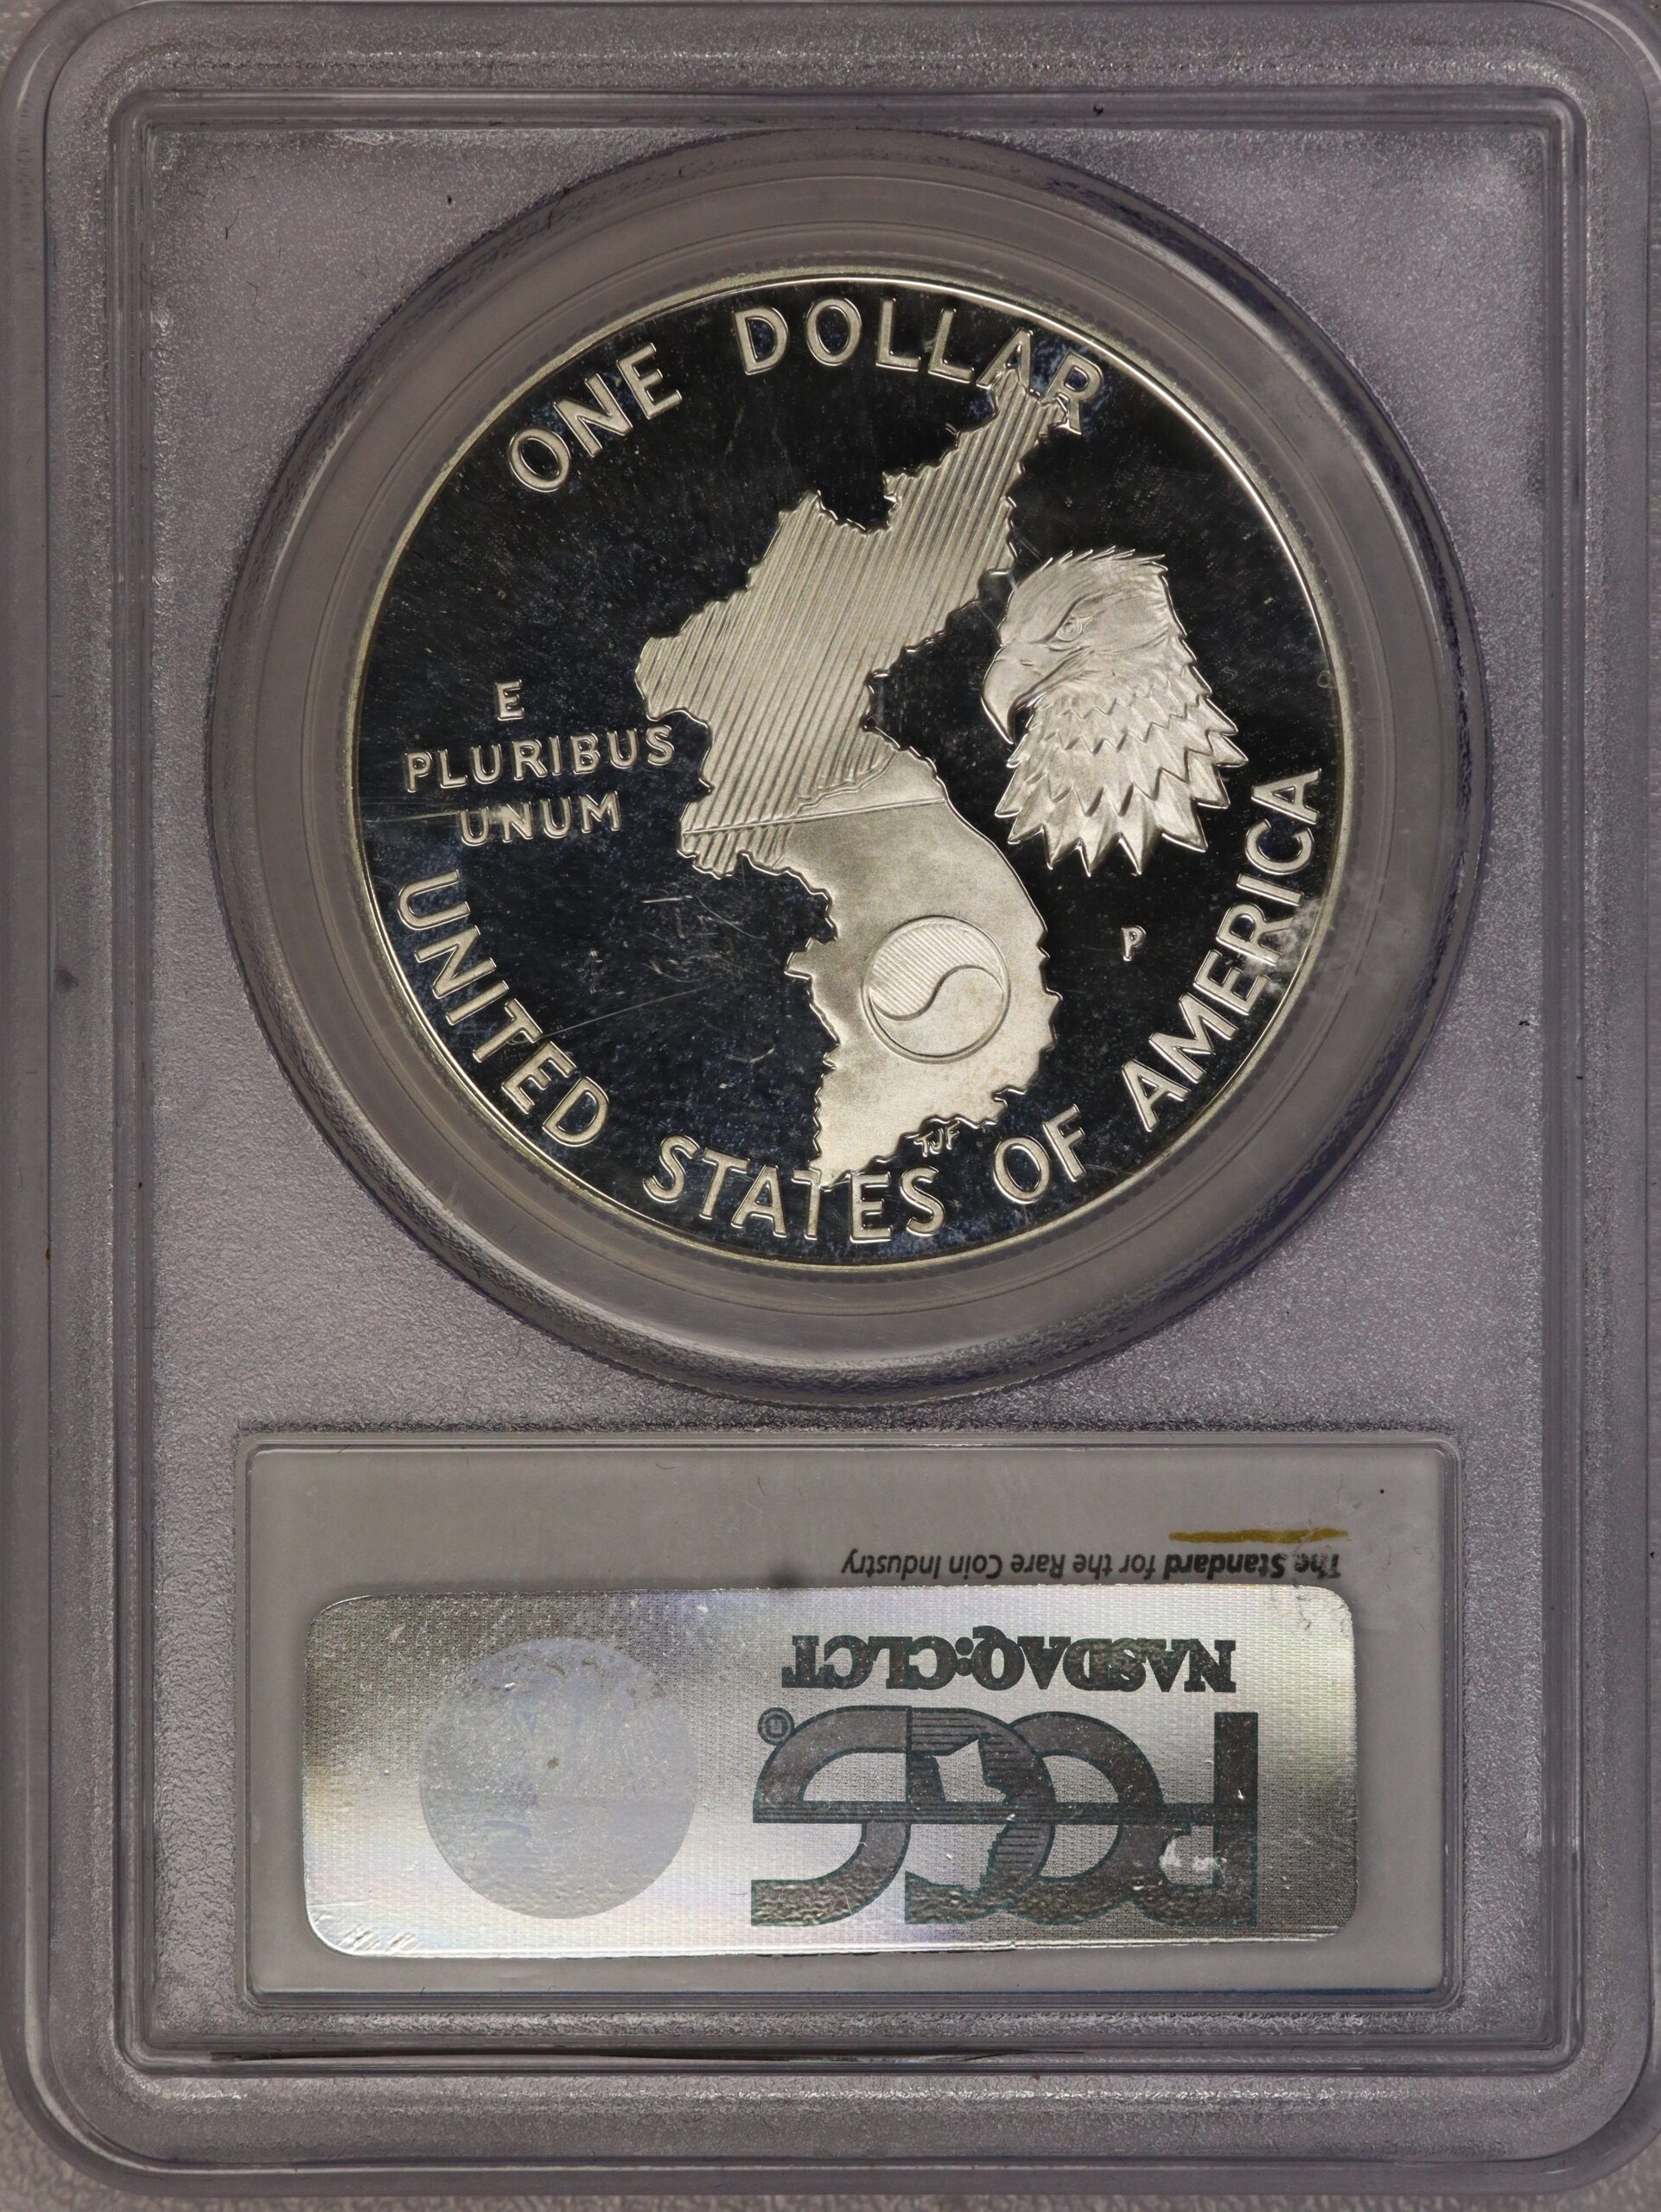 ONE DOLLAR
E
PLURIBUS
UNUM
P
TJF
UNITED STATES OF AMERICA
The Standard for the Rare Coin Industry
NASDAQ:CLCT
PCGS®